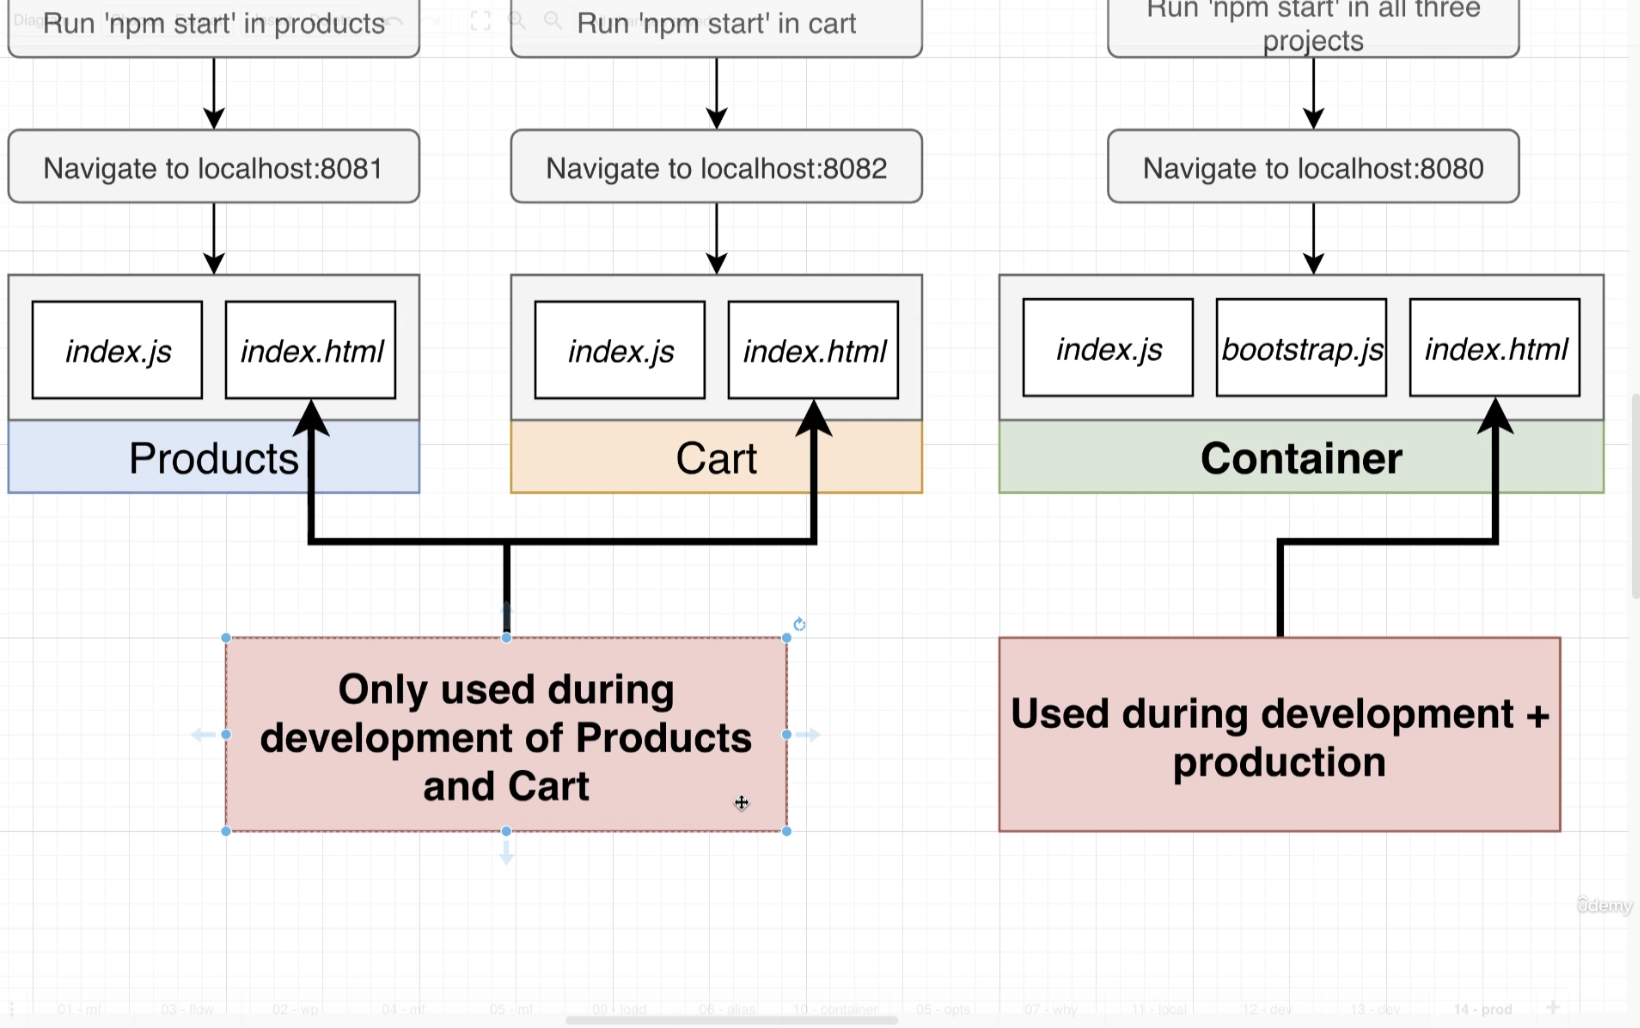 Run 'npm start' in products
Run 'npm start' in cart
Run 'npm start' in all three
projects
Navigate to localhost:8081
Navigate to localhost:8082
Navigate to localhost:8080
index.js
index.html
index.js
index.html
index.js
bootstrap.js
index.html
Products
Cart
Container
Only used during
development of Products
and Cart
Used during development +
production
ûdemy
01 - mf
03 - flow
02 - wp
04 - mf
05 - mf
09 - load
06 - alias
10 - container
05 - opts
07 - why
11 - local
12 - dev
13 - dev
14 - prod